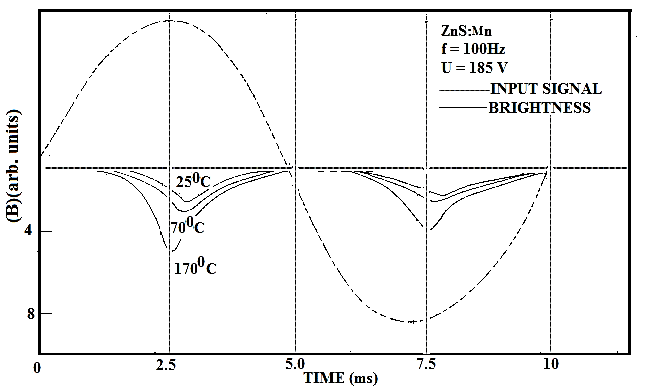 ZnS:Mn
f = 100Hz
U = 185 V
INPUT SIGNAL
BRIGHTNESS
(B)(arb. units)
25⁰C
70⁰C
170⁰C
4
8
0
2.5
5.0
7.5
10
TIME (ms)